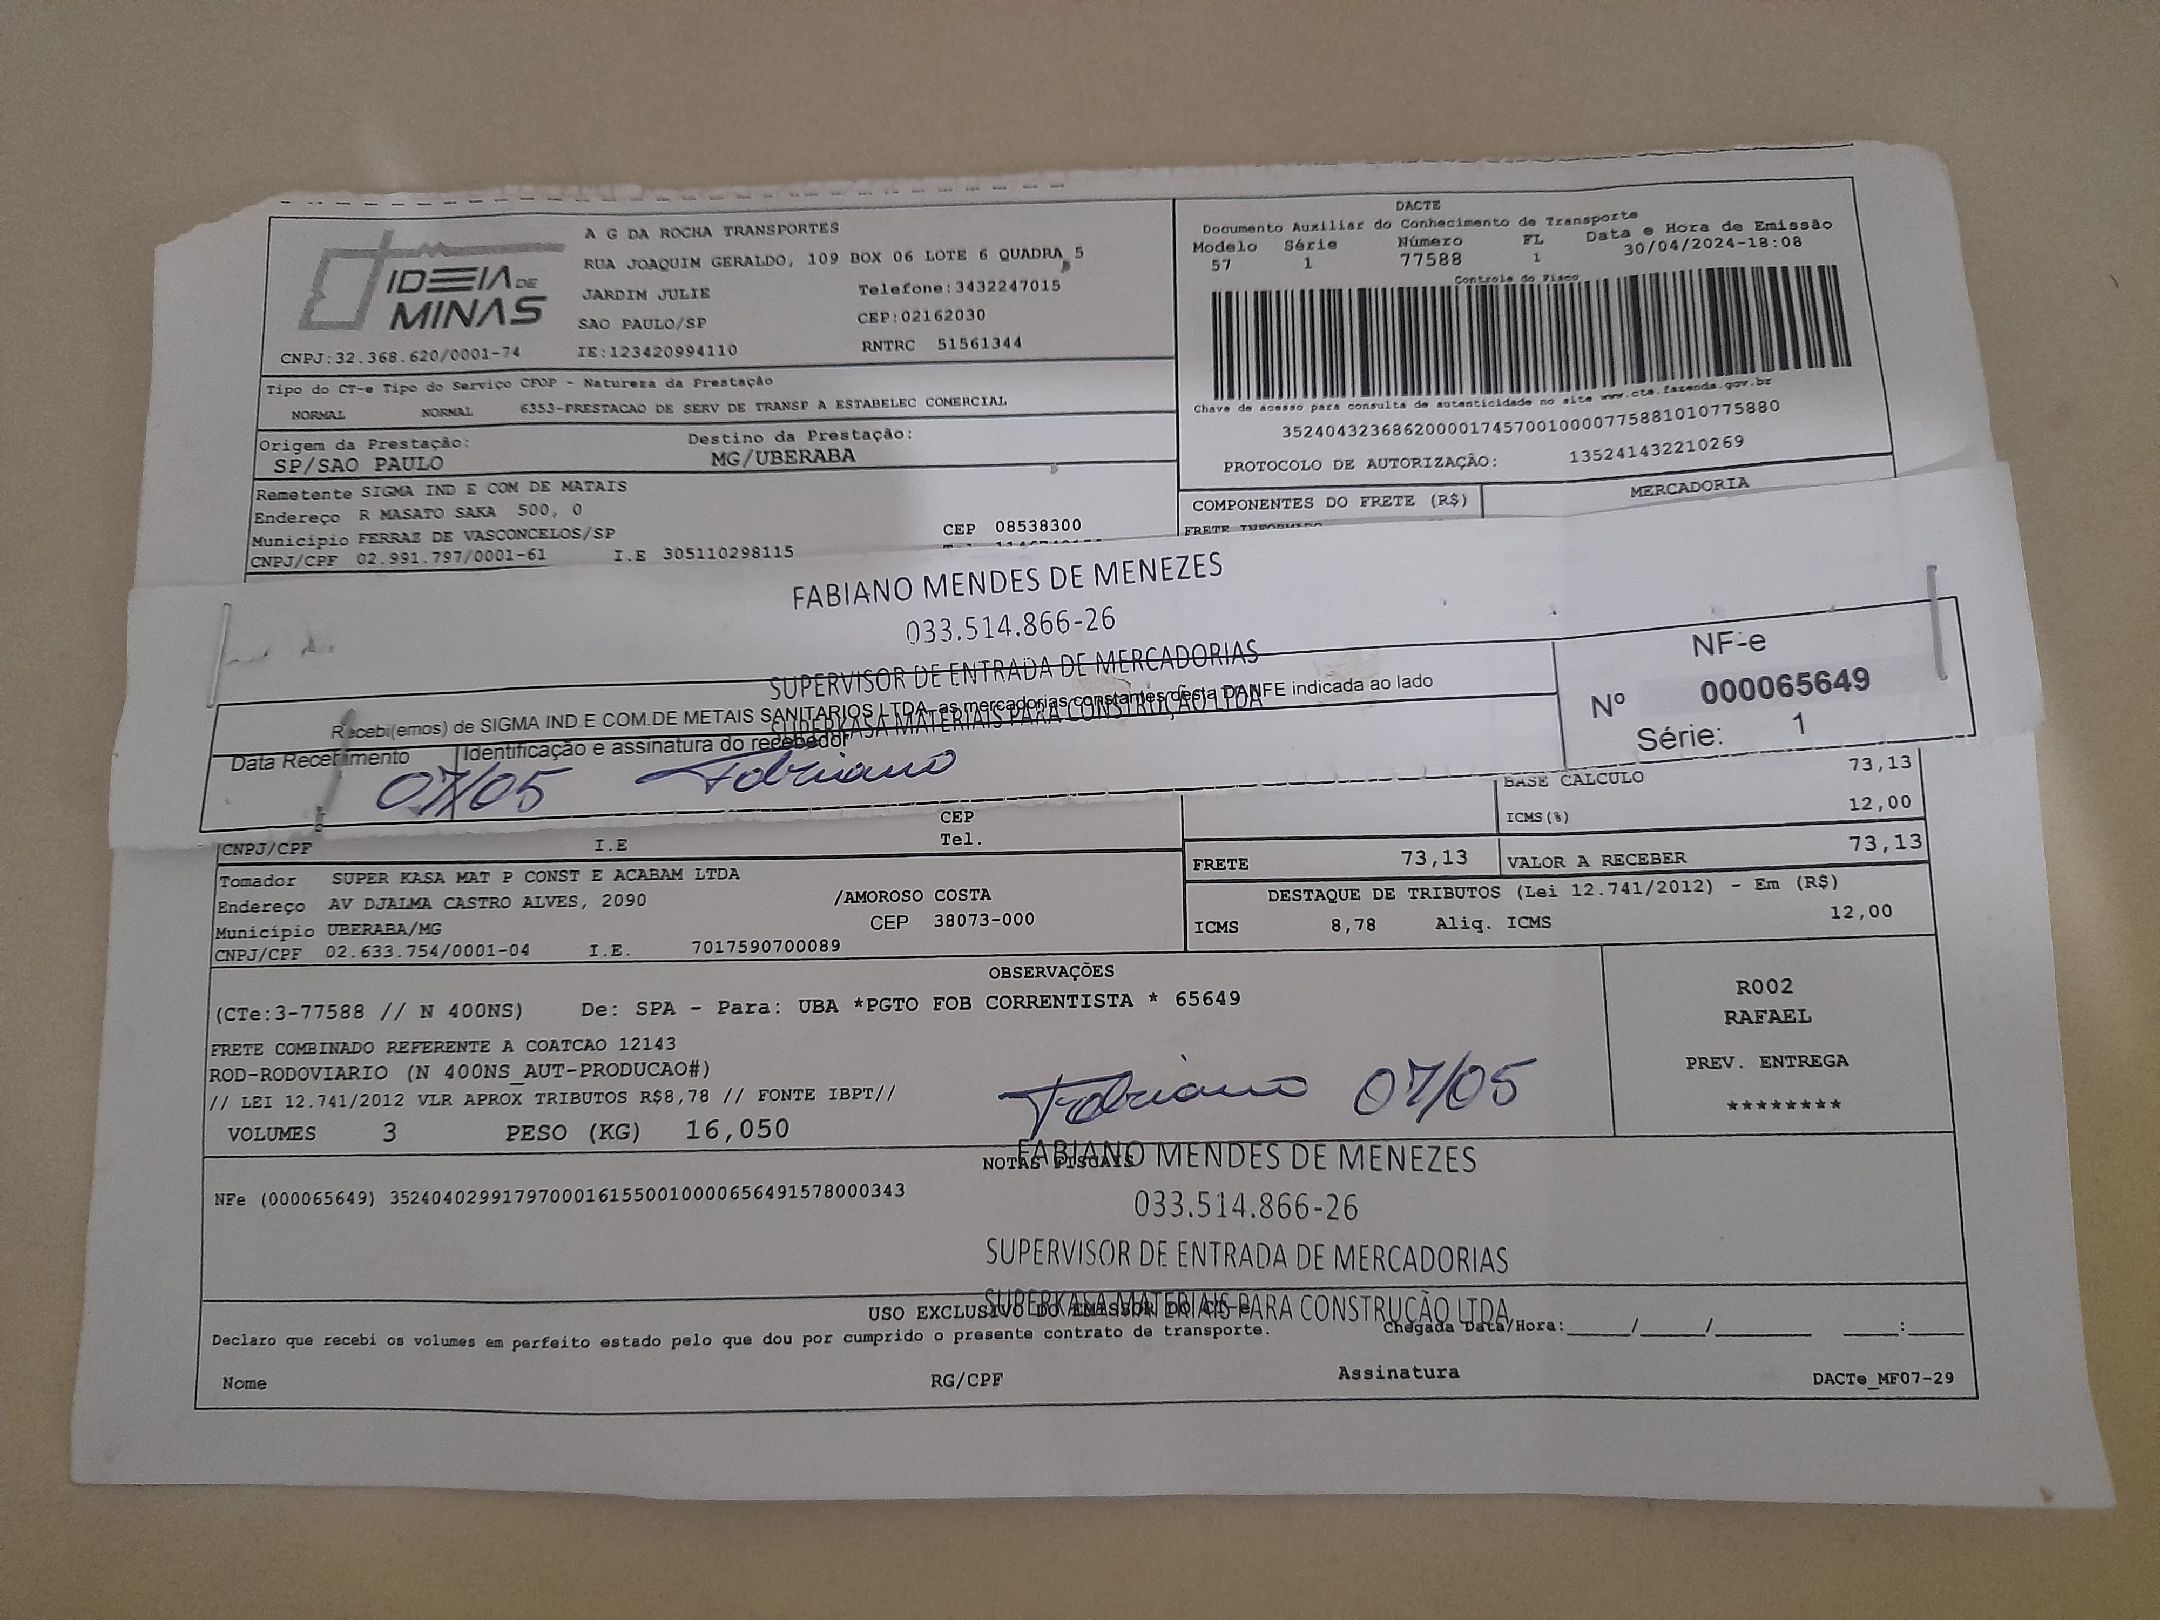 IDEIA DE
MINAS
CNPJ:32.368.620/0001-74
A G DA ROCHA TRANSPORTES
RUA JOAQUIM GERALDO, 109 BOX 06 LOTE 6 QUADRA 5
JARDIM JULIE Telefone:3432247015
SAO PAULO/SP CEP:02162030
IE:123420994110 RNTRC 51561344
DACTE
Documento Auxiliar do Conhecimento de Transporte
Modelo Série Número FL Data e Hora de Emissão
57 1 77588 1 30/04/2024-18:08
Controle do Fisco
Chave de acesso para consulta de autenticidade no site www.cte.fazenda.gov.br
35240432368620000174570010000775881010775880
PROTOCOLO DE AUTORIZAÇÃO: 135241432210269
Tipo do CT-e Tipo do Serviço CFOP - Natureza da Prestação
NORMAL NORMAL 6353-PRESTACAO DE SERV DE TRANSP A ESTABELEC COMERCIAL
Origem da Prestação: Destino da Prestação:
SP/SAO PAULO MG/UBERABA
Remetente SIGMA IND E COM DE MATAIS
Endereço R MASATO SAKA 500, 0
Município FERRAZ DE VASCONCELOS/SP CEP 08538300
CNPJ/CPF 02.991.797/0001-61 I.E 305110298115
COMPONENTES DO FRETE (R$) MERCADORIA
FRETE INFORMADO
FABIANO MENDES DE MENEZES
033.514.866-26
SUPERVISOR DE ENTRADA DE MERCADORIAS
SUPERKASA MATERIAIS PARA CONSTRUÇÃO LTDA
Recebi(emos) de SIGMA IND.E COM.DE METAIS SANITARIOS LTDA, as mercadorias constantes desta DANFE indicada ao lado
Data Recebimento Identificação e assinatura do recebedor
07/05 Fabiano
NF-e
Nº 000065649
Série: 1
BASE CALCULO 73,13
ICMS(%) 12,00
FRETE 73,13 VALOR A RECEBER 73,13
DESTAQUE DE TRIBUTOS (Lei 12.741/2012) - Em (R$)
ICMS 8,78 Aliq. ICMS 12,00
CEP
CNPJ/CPF I.E Tel.
Tomador SUPER KASA MAT P CONST E ACABAM LTDA
Endereço AV DJALMA CASTRO ALVES, 2090 /AMOROSO COSTA
Município UBERABA/MG CEP 38073-000
CNPJ/CPF 02.633.754/0001-04 I.E. 7017590700089
OBSERVAÇÕES
(CTe:3-77588 // N 400NS) De: SPA - Para: UBA *PGTO FOB CORRENTISTA * 65649
FRETE COMBINADO REFERENTE A COATCAO 12143
ROD-RODOVIARIO (N 400NS_AUT-PRODUCAO#)
// LEI 12.741/2012 VLR APROX TRIBUTOS R$8,78 // FONTE IBPT//
VOLUMES 3 PESO (KG) 16,050
R002
RAFAEL
PREV. ENTREGA
********
Fabiano 07/05
FABIANO MENDES DE MENEZES
033.514.866-26
SUPERVISOR DE ENTRADA DE MERCADORIAS
SUPERKASA MATERIAIS PARA CONSTRUÇÃO LTDA
NOTAS FISCAIS
NFe (000065649) 35240402991797000161550010000656491578000343
USO EXCLUSIVO DO EMISSOR DO CT-e
Declaro que recebi os volumes em perfeito estado pelo que dou por cumprido o presente contrato de transporte. Chegada Data/Hora:_____/_____/_________ _____:_____
Nome RG/CPF Assinatura DACTe_MF07-29